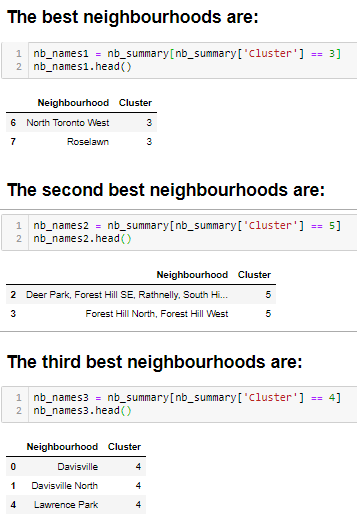 The best neighbourhoods are:
1 nb_names1 = nb_summary[nb_summary['Cluster'] == 3]
2 nb_names1.head()
Neighbourhood Cluster
6 North Toronto West 3
7 Roselawn 3
The second best neighbourhoods are:
1 nb_names2 = nb_summary[nb_summary['Cluster'] == 5]
2 nb_names2.head()
Neighbourhood Cluster
2 Deer Park, Forest Hill SE, Rathnelly, South Hi... 5
3 Forest Hill North, Forest Hill West 5
The third best neighbourhoods are:
1 nb_names3 = nb_summary[nb_summary['Cluster'] == 4]
2 nb_names3.head()
Neighbourhood Cluster
0 Davisville 4
1 Davisville North 4
4 Lawrence Park 4